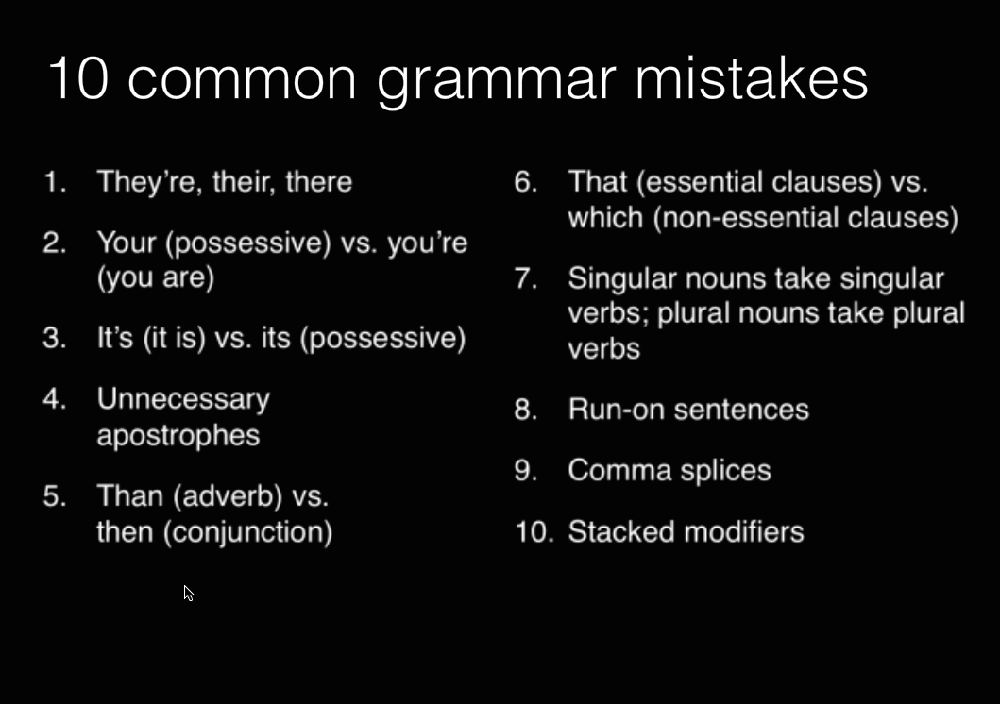 10 common grammar mistakes
1. They’re, their, there
2. Your (possessive) vs. you’re
(you are)
3. It’s (it is) vs. its (possessive)
4. Unnecessary
apostrophes
5. Than (adverb) vs.
then (conjunction)
6. That (essential clauses) vs.
which (non-essential clauses)
7. Singular nouns take singular
verbs; plural nouns take plural
verbs
8. Run-on sentences
9. Comma splices
10. Stacked modifiers